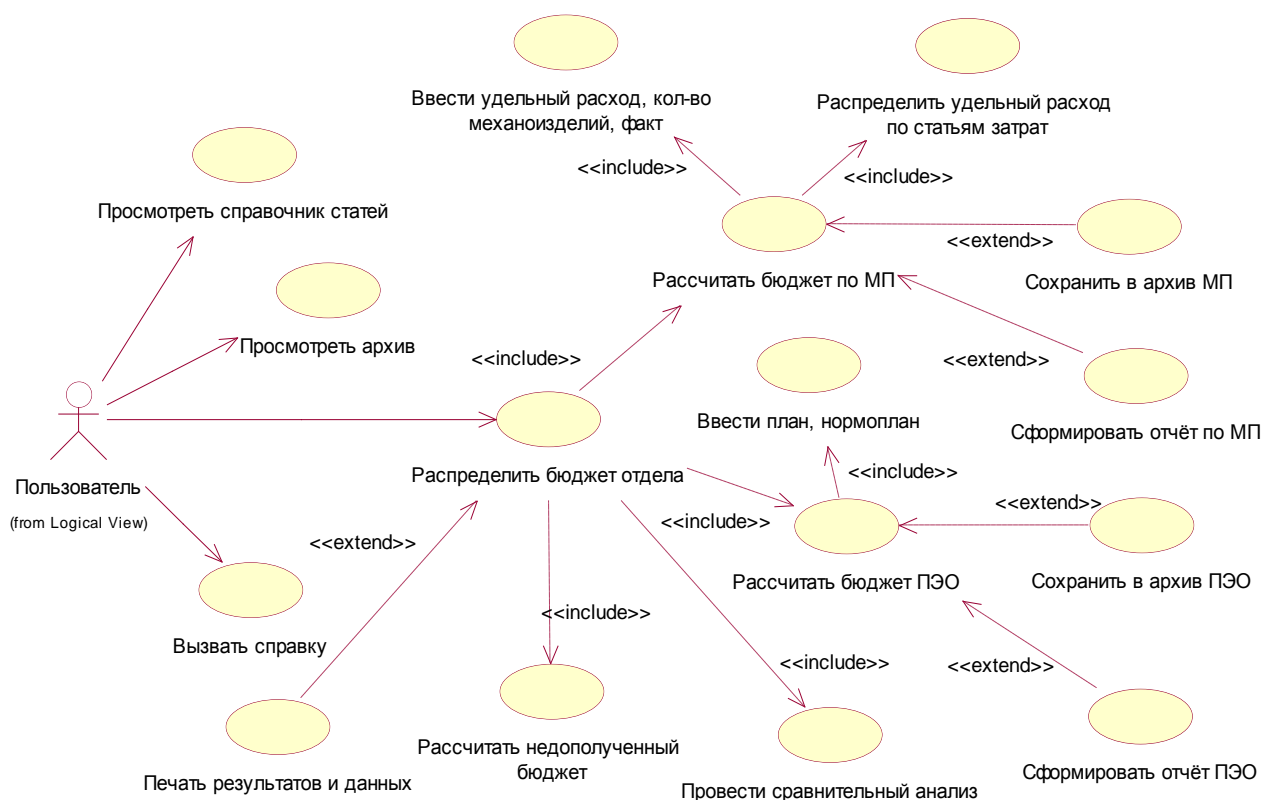 Ввести удельный расход, кол-во
механоизделий, факт
Распределить удельный расход
по статьям затрат
<<include>>
<<include>>
Просмотреть справочник статей
<<extend>>
Рассчитать бюджет по МП
Сохранить в архив МП
Просмотреть архив
<<include>>
<<extend>>
Ввести план, нормоплан
Сформировать отчёт по МП
Распределить бюджет отдела
<<include>>
Пользователь
(from Logical View)
<<extend>>
<<include>>
<<extend>>
Рассчитать бюджет ПЭО
Сохранить в архив ПЭО
<<include>>
Вызвать справку
<<include>>
<<extend>>
Рассчитать недополученный
бюджет
Печать результатов и данных
Провести сравнительный анализ
Сформировать отчёт ПЭО